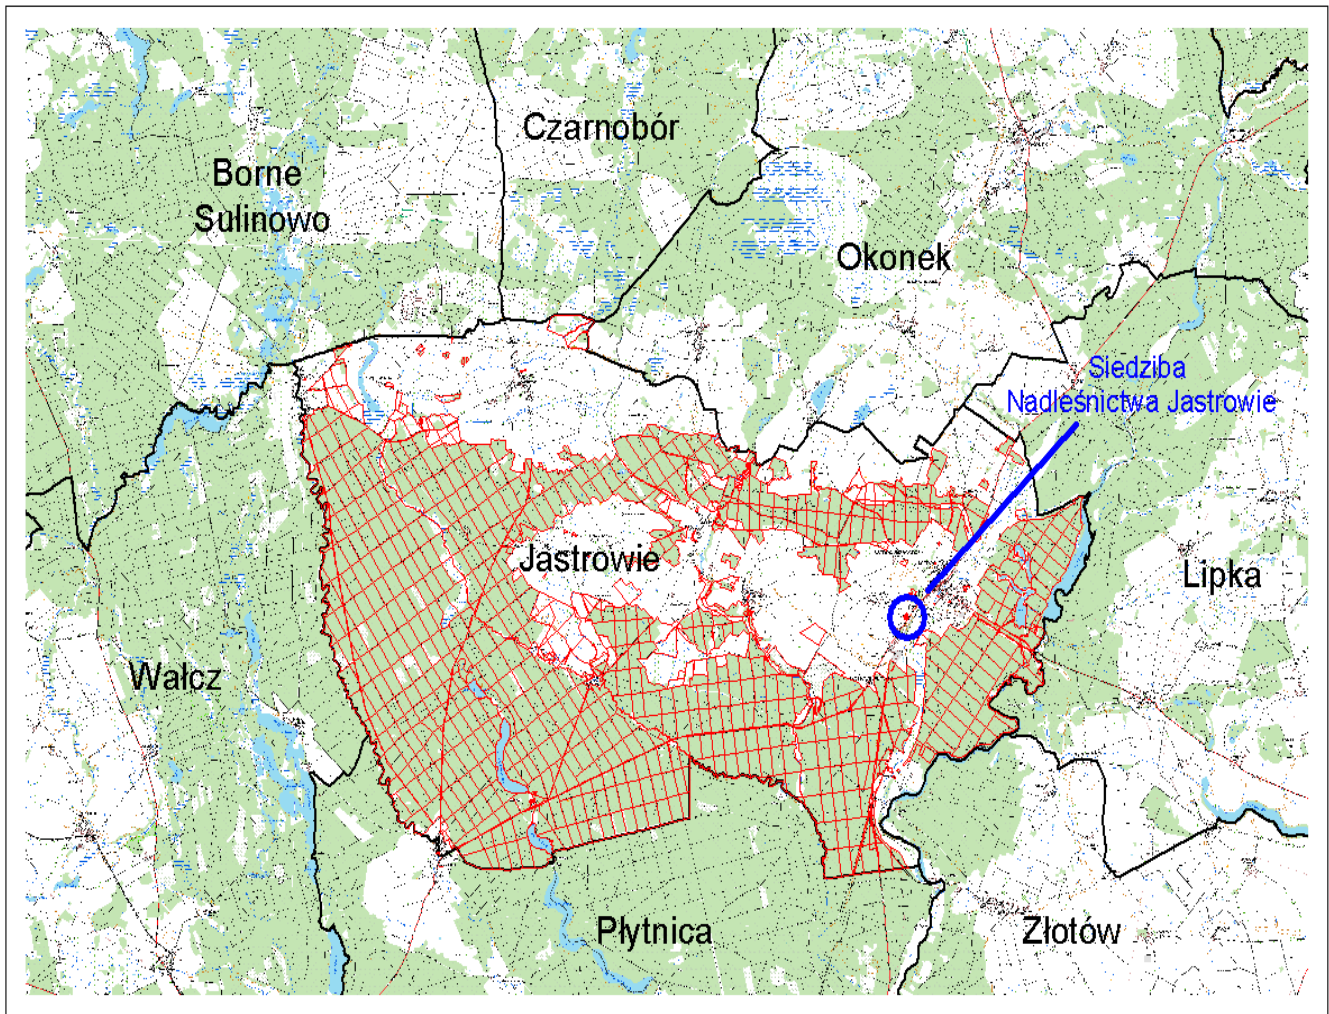 Czarnobór
Borne
Sulinowo
Okonek
Siedziba
Nadleśnictwa Jastrowie
Jastrowie
Lipka
Wałcz
Płytnica
Złotów